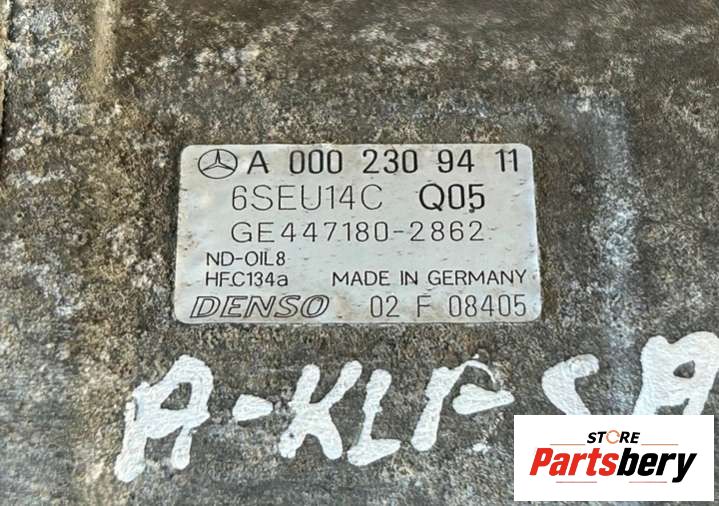 A 000 230 94 11
6SEU14C Q05
GE447180-2862
ND-OIL8
HFC134a MADE IN GERMANY
DENSO 02 F 08405
A-KLASA
STORE
Partsbery